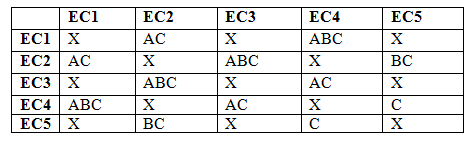 EC1 EC2 EC3 EC4 EC5
EC1 X AC X ABC X
EC2 AC X ABC X BC
EC3 X ABC X AC X
EC4 ABC X AC X C
EC5 X BC X C X